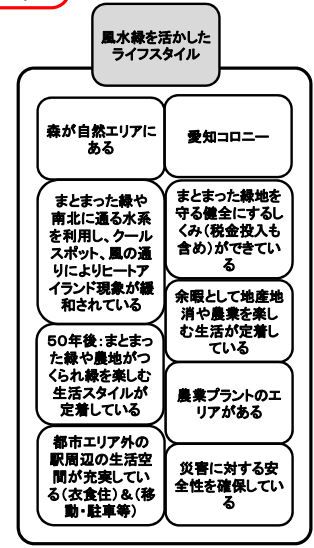 風水緑を活かした
ライフスタイル
森が自然エリアに
ある
まとまった緑や
南北に通る水系
を利用し、クール
スポット、風の通
りによりヒートア
イランド現象が緩
和されている
50年後：まとまっ
た緑や農地がつ
くられ緑を楽しむ
生活スタイルが
定着している
都市エリア外の
駅周辺の生活空
間が充実してい
る（衣食住）＆（移
動・駐車等）
愛知コロニー
まとまった緑地を
守る健全にするし
くみ（税金投入も
含め）ができてい
る
余暇として地産地
消や農業を楽し
む生活が定着し
ている
農業プラントのエ
リアがある
災害に対する安
全性を確保してい
る